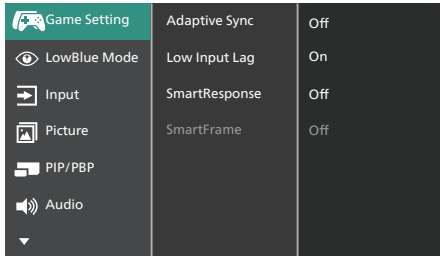 Game Setting Adaptive Sync Off
LowBlue Mode Low Input Lag On
Input SmartResponse Off
Picture SmartFrame Off
PIP/PBP
Audio